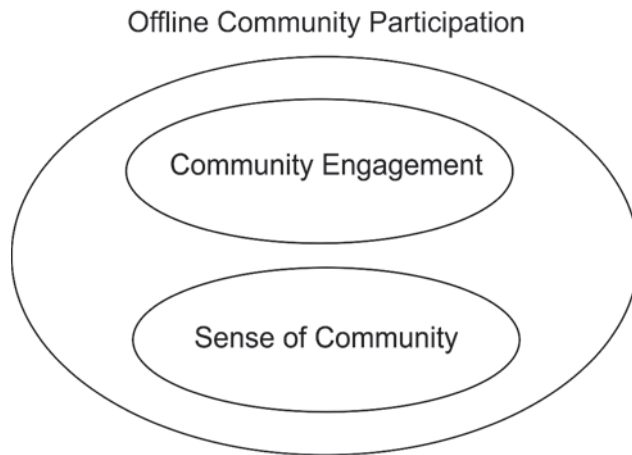 Offline Community Participation
Community Engagement
Sense of Community